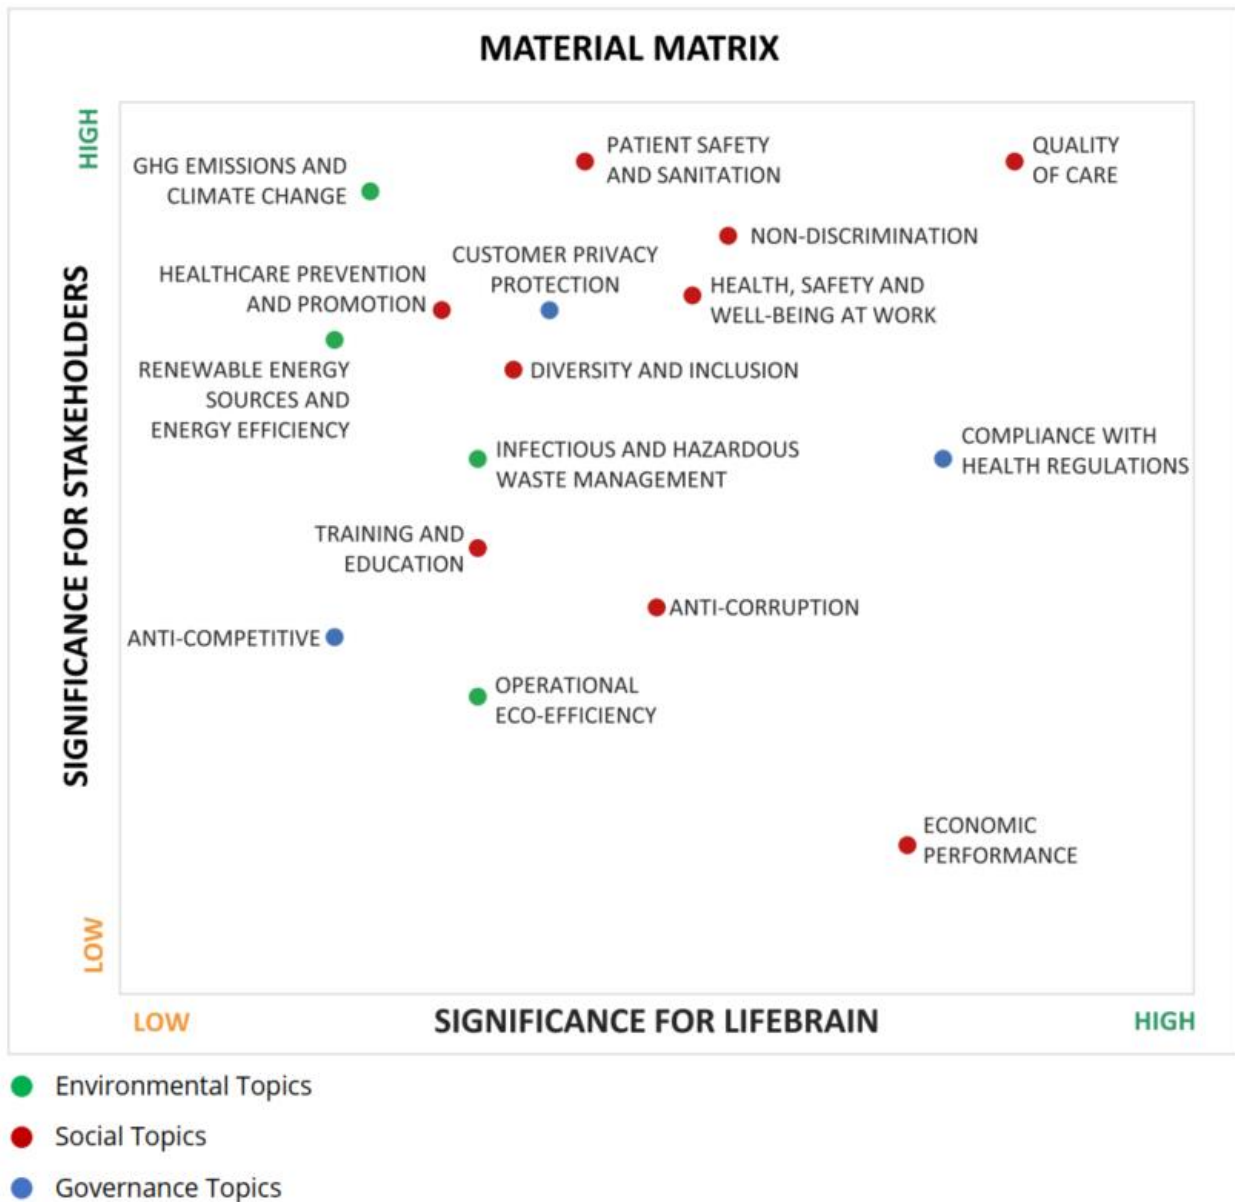 MATERIAL MATRIX
HIGH
SIGNIFICANCE FOR STAKEHOLDERS
LOW
GHG EMISSIONS AND
CLIMATE CHANGE
PATIENT SAFETY
AND SANITATION
QUALITY
OF CARE
NON-DISCRIMINATION
CUSTOMER PRIVACY
PROTECTION
HEALTHCARE PREVENTION
AND PROMOTION
HEALTH, SAFETY AND
WELL-BEING AT WORK
RENEWABLE ENERGY
SOURCES AND
ENERGY EFFICIENCY
DIVERSITY AND INCLUSION
INFECTIOUS AND HAZARDOUS
WASTE MANAGEMENT
COMPLIANCE WITH
HEALTH REGULATIONS
TRAINING AND
EDUCATION
ANTI-CORRUPTION
ANTI-COMPETITIVE
OPERATIONAL
ECO-EFFICIENCY
ECONOMIC
PERFORMANCE
LOW
SIGNIFICANCE FOR LIFEBRAIN
HIGH
Environmental Topics
Social Topics
Governance Topics